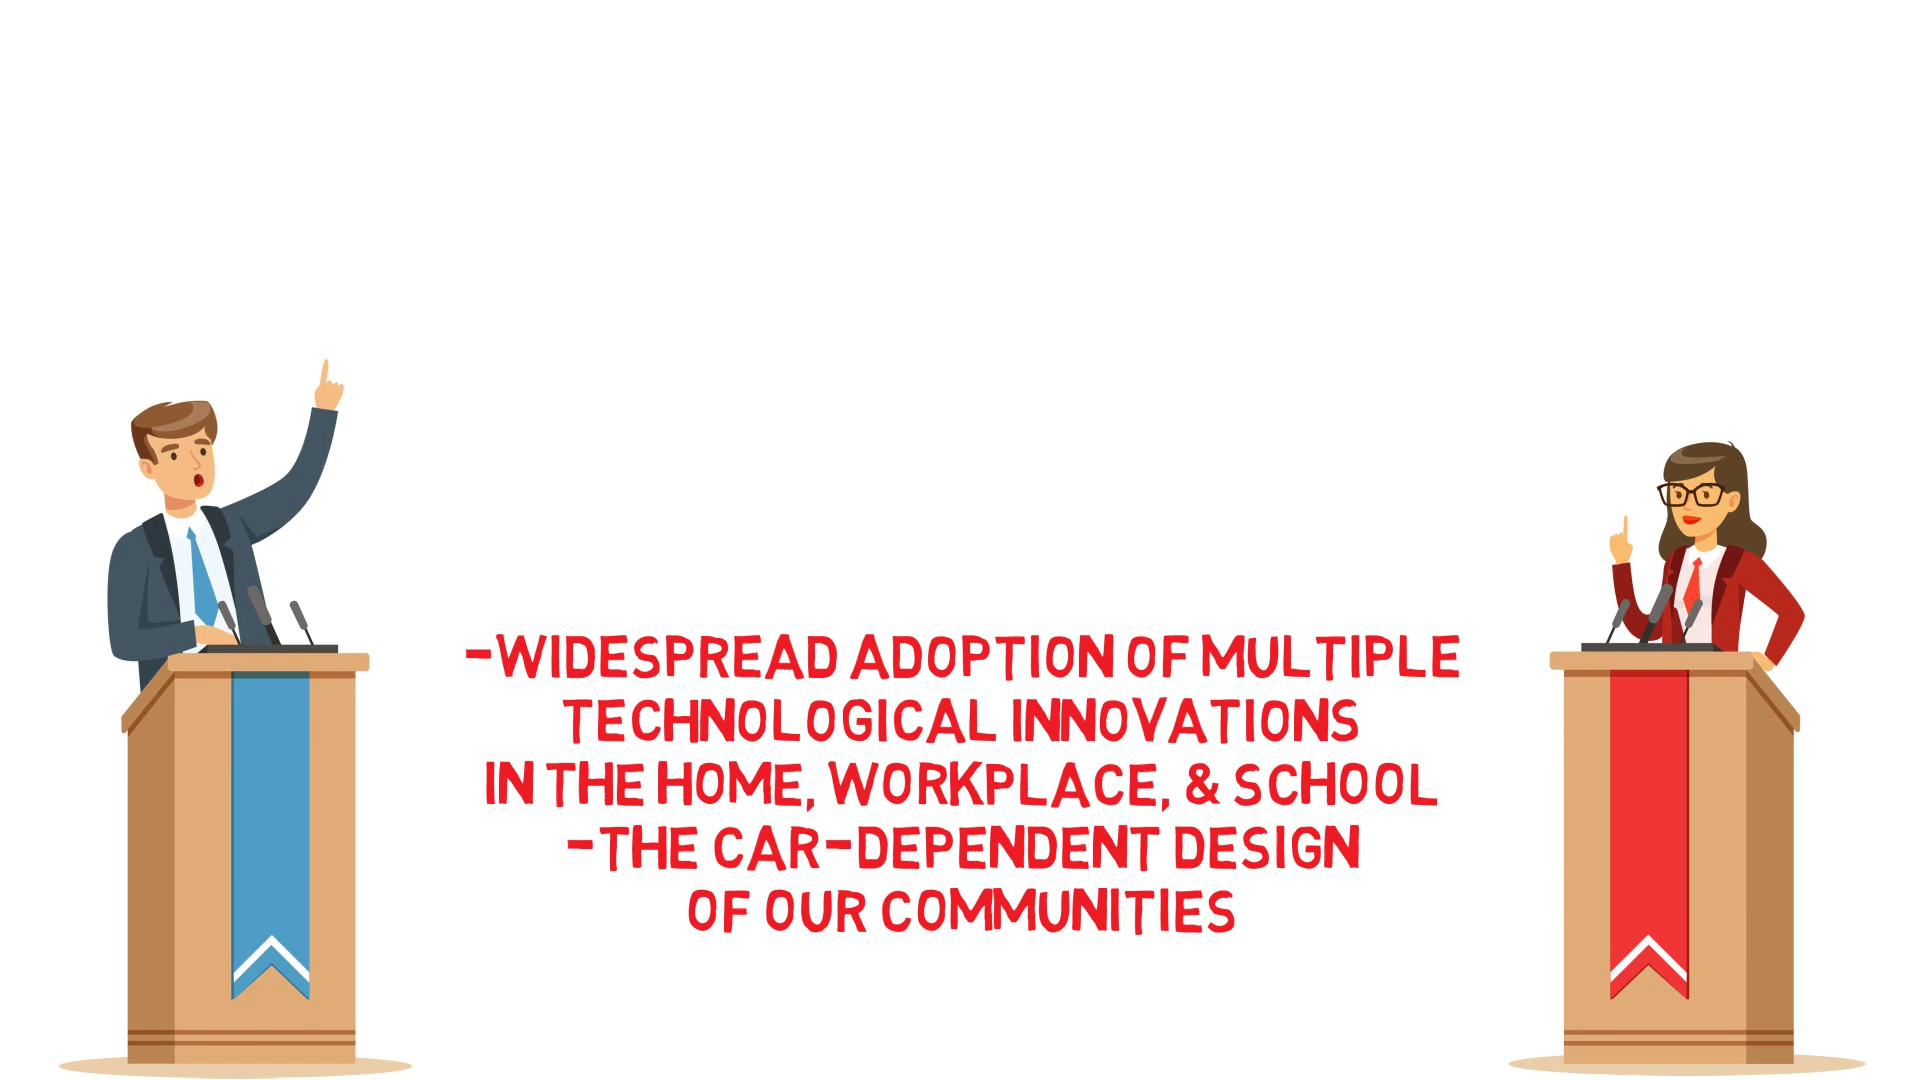 -WIDESPREAD ADOPTION OF MULTIPLE
TECHNOLOGICAL INNOVATIONS
IN THE HOME, WORKPLACE, & SCHOOL
-THE CAR-DEPENDENT DESIGN
OF OUR COMMUNITIES